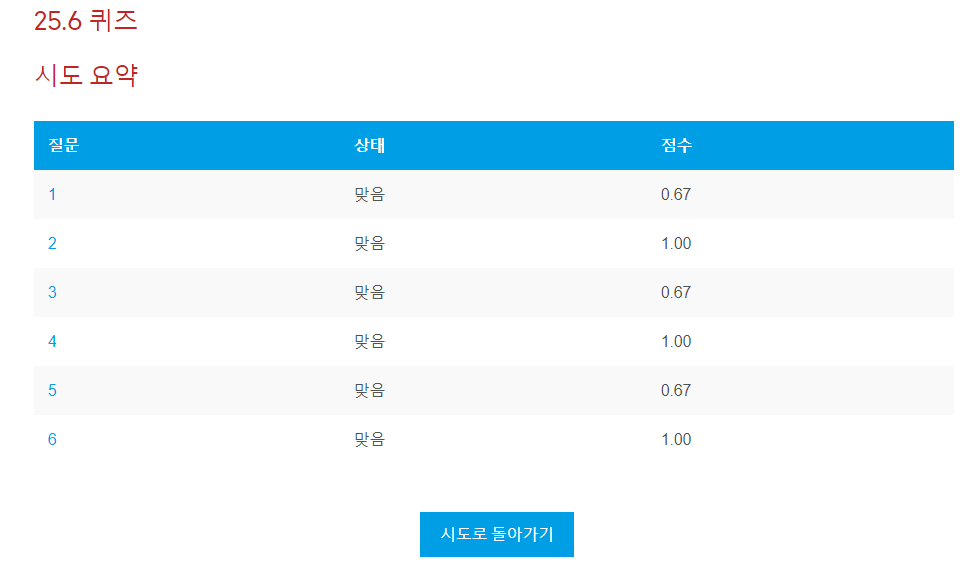 25.6 퀴즈
시도 요약
질문 상태 점수
1 맞음 0.67
2 맞음 1.00
3 맞음 0.67
4 맞음 1.00
5 맞음 0.67
6 맞음 1.00
시도로 돌아가기